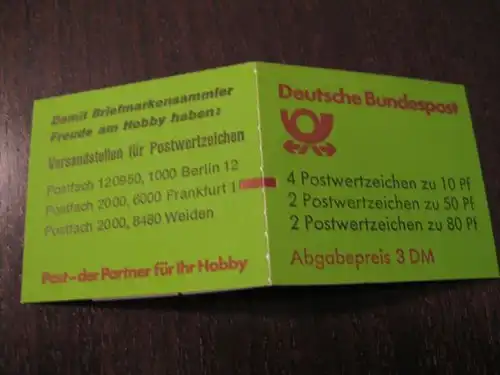 Damit Briefmarkensammler
Freude am Hobby haben:
Versandstellen für Postwertzeichen
Postfach 120950, 1000 Berlin 12
Postfach 2000, 6000 Frankfurt 1
Postfach 2000, 8480 Weiden
Post – der Partner für Ihr Hobby
Deutsche Bundespost
4 Postwertzeichen zu 10 Pf
2 Postwertzeichen zu 50 Pf
2 Postwertzeichen zu 80 Pf
Abgabepreis 3 DM